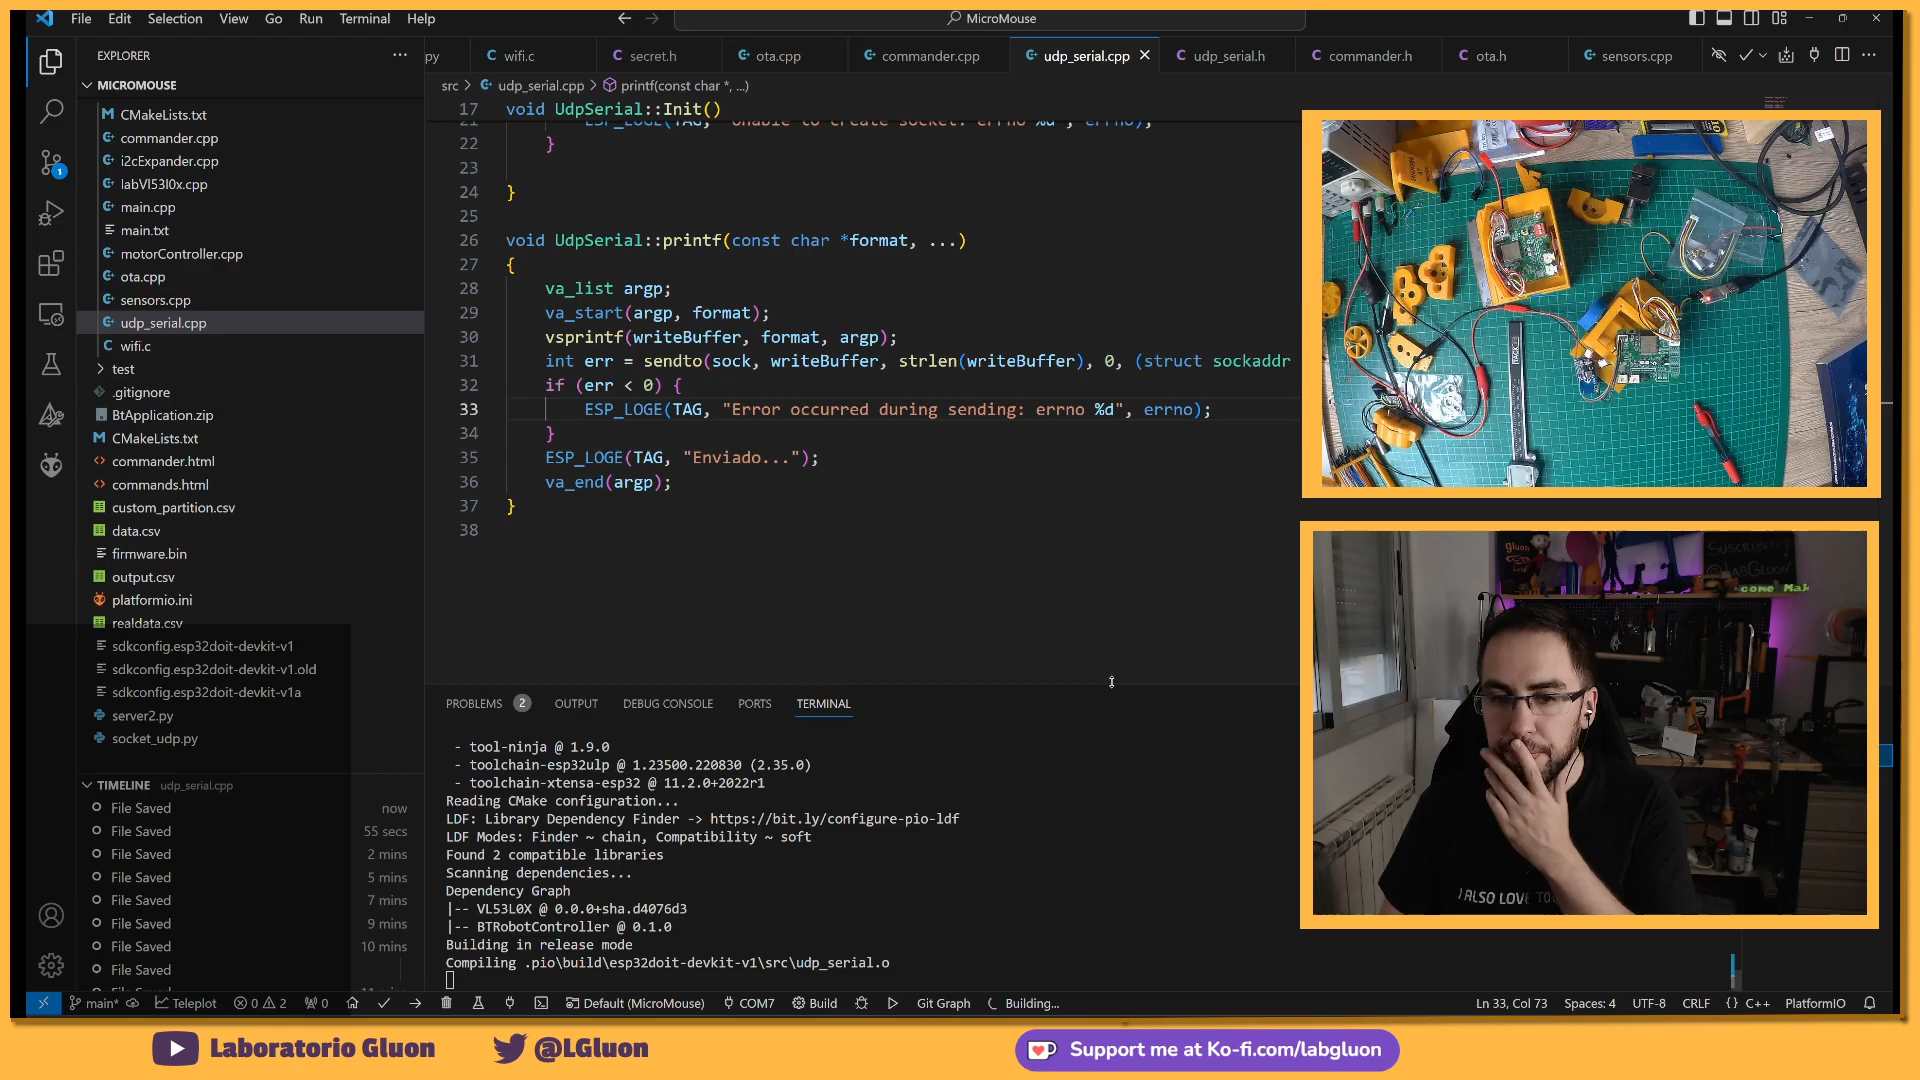 File Edit Selection View Go Run Terminal Help
MicroMouse
EXPLORER
py
wifi.c
secret.h
ota.cpp
commander.cpp
udp_serial.cpp
udp_serial.h
commander.h
ota.h
sensors.cpp
MICROMOUSE
CMakeLists.txt
commander.cpp
i2cExpander.cpp
labVl53l0x.cpp
main.cpp
main.txt
motorController.cpp
ota.cpp
sensors.cpp
udp_serial.cpp
wifi.c
test
.gitignore
BtApplication.zip
CMakeLists.txt
commander.html
commands.html
custom_partition.csv
data.csv
firmware.bin
output.csv
platformio.ini
realdata.csv
sdkconfig.esp32doit-devkit-v1
sdkconfig.esp32doit-devkit-v1.old
sdkconfig.esp32doit-devkit-v1a
server2.py
socket_udp.py
TIMELINE udp_serial.cpp
File Saved now
File Saved 55 secs
File Saved 2 mins
File Saved 5 mins
File Saved 7 mins
File Saved 9 mins
File Saved 10 mins
File Saved
src > udp_serial.cpp > printf(const char *, ...)
17 void UdpSerial::Init()
21 ESP_LOGE(TAG, "Unable to create socket: errno %d", errno);
22 }
23
24 }
25
26 void UdpSerial::printf(const char *format, ...)
27 {
28 va_list argp;
29 va_start(argp, format);
30 vsprintf(writeBuffer, format, argp);
31 int err = sendto(sock, writeBuffer, strlen(writeBuffer), 0, (struct sockaddr
32 if (err < 0) {
33 ESP_LOGE(TAG, "Error occurred during sending: errno %d", errno);
34 }
35 ESP_LOGE(TAG, "Enviado...");
36 va_end(argp);
37 }
38
PROBLEMS 2 OUTPUT DEBUG CONSOLE PORTS TERMINAL
- tool-ninja @ 1.9.0
- toolchain-esp32ulp @ 1.23500.220830 (2.35.0)
- toolchain-xtensa-esp32 @ 11.2.0+2022r1
Reading CMake configuration...
LDF: Library Dependency Finder -> https://bit.ly/configure-pio-ldf
LDF Modes: Finder ~ chain, Compatibility ~ soft
Found 2 compatible libraries
Scanning dependencies...
Dependency Graph
|-- VL53L0X @ 0.0.0+sha.d4076d3
|-- BTRobotController @ 0.1.0
Building in release mode
Compiling .pio\build\esp32doit-devkit-v1\src\udp_serial.o
gluon
SUSCRIBETE
@LABGLUON
come Mak
I ALSO LOVE TO
1
main* Teleplot 0 2 0 Default (MicroMouse) COM7 Build Git Graph Building... Ln 33, Col 73 Spaces: 4 UTF-8 CRLF {} C++ PlatformIO
Laboratorio Gluon
@LGluon
Support me at Ko-fi.com/labgluon